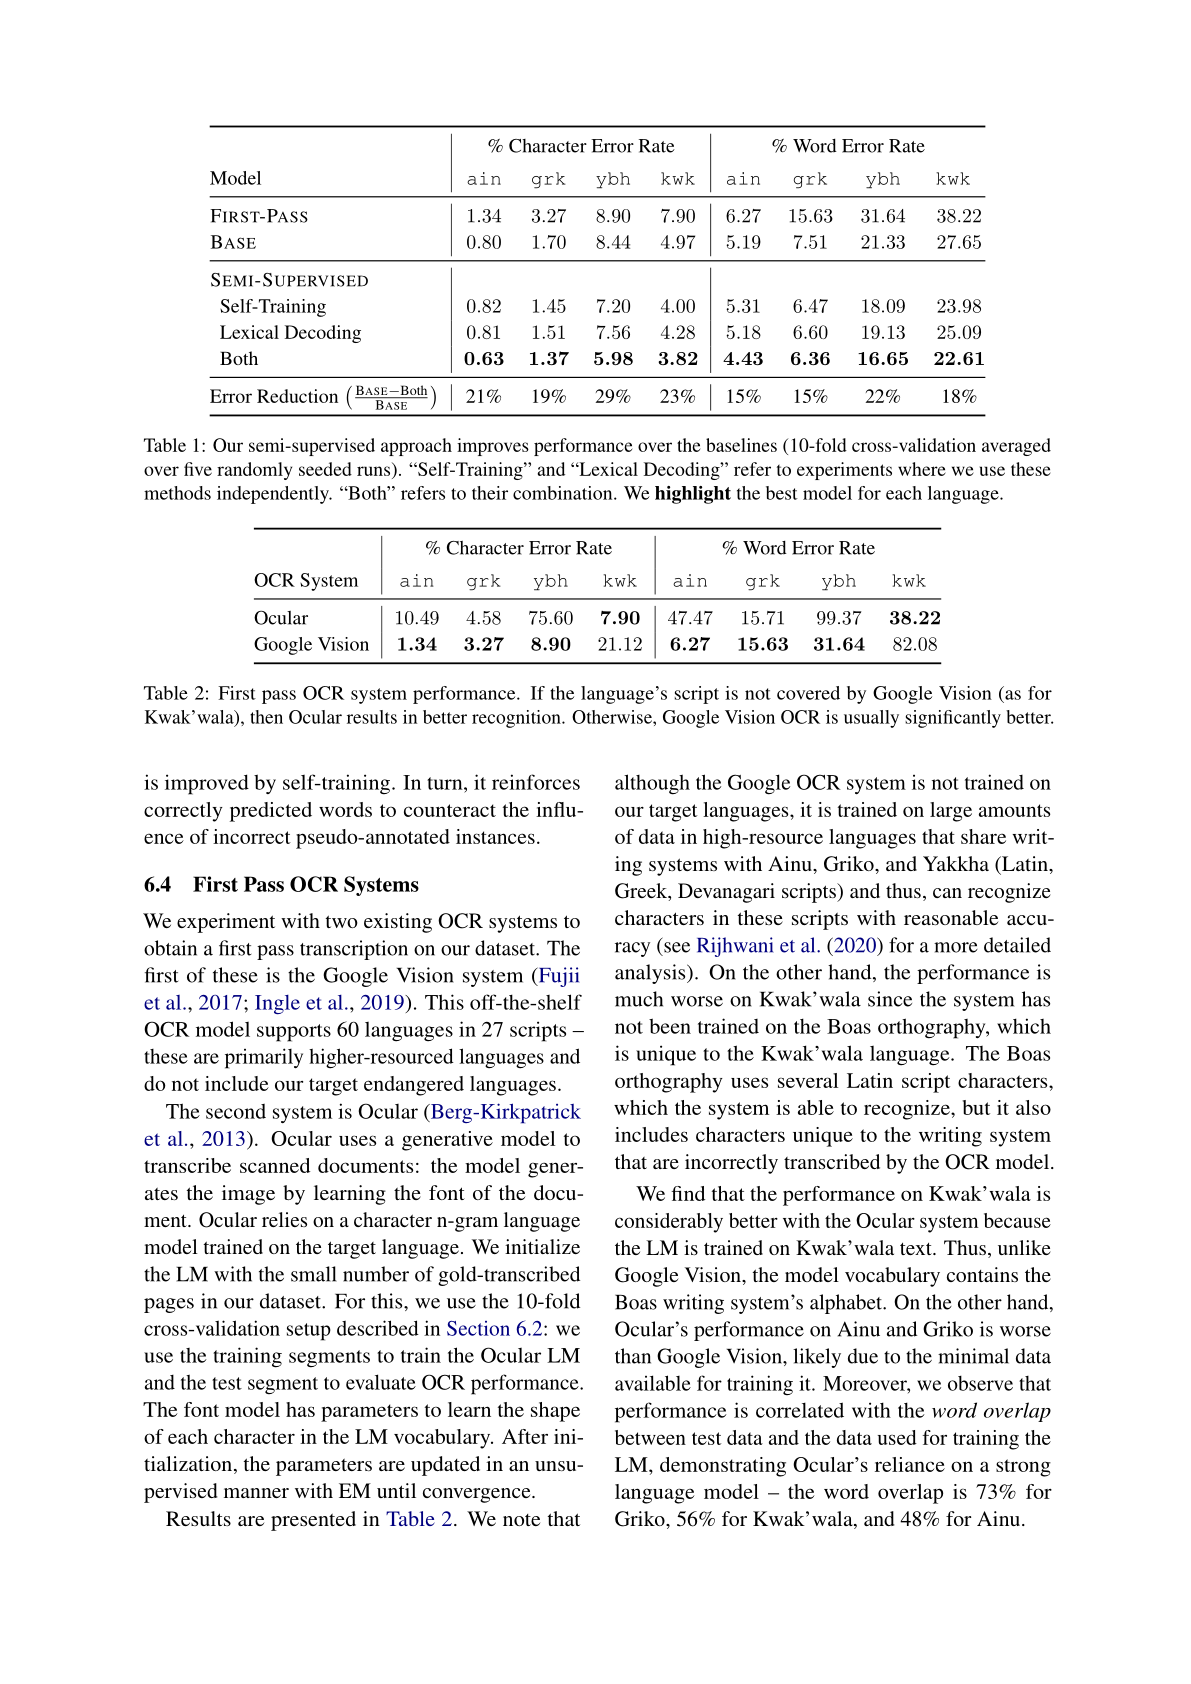 % Character Error Rate % Word Error Rate
Model ain grk ybh kwk ain grk ybh kwk
FIRST-PASS 1.34 3.27 8.90 7.90 6.27 15.63 31.64 38.22
BASE 0.80 1.70 8.44 4.97 5.19 7.51 21.33 27.65
SEMI-SUPERVISED
Self-Training 0.82 1.45 7.20 4.00 5.31 6.47 18.09 23.98
Lexical Decoding 0.81 1.51 7.56 4.28 5.18 6.60 19.13 25.09
Both 0.63 1.37 5.98 3.82 4.43 6.36 16.65 22.61
Error Reduction (BASE−Both / BASE) 21% 19% 29% 23% 15% 15% 22% 18%
Table 1: Our semi-supervised approach improves performance over the baselines (10-fold cross-validation averaged
over five randomly seeded runs). “Self-Training” and “Lexical Decoding” refer to experiments where we use these
methods independently. “Both” refers to their combination. We highlight the best model for each language.
% Character Error Rate % Word Error Rate
OCR System ain grk ybh kwk ain grk ybh kwk
Ocular 10.49 4.58 75.60 7.90 47.47 15.71 99.37 38.22
Google Vision 1.34 3.27 8.90 21.12 6.27 15.63 31.64 82.08
Table 2: First pass OCR system performance. If the language’s script is not covered by Google Vision (as for
Kwak’wala), then Ocular results in better recognition. Otherwise, Google Vision OCR is usually significantly better.
is improved by self-training. In turn, it reinforces
correctly predicted words to counteract the influ-
ence of incorrect pseudo-annotated instances.
6.4 First Pass OCR Systems
We experiment with two existing OCR systems to
obtain a first pass transcription on our dataset. The
first of these is the Google Vision system (Fujii
et al., 2017; Ingle et al., 2019). This off-the-shelf
OCR model supports 60 languages in 27 scripts –
these are primarily higher-resourced languages and
do not include our target endangered languages.
The second system is Ocular (Berg-Kirkpatrick
et al., 2013). Ocular uses a generative model to
transcribe scanned documents: the model gener-
ates the image by learning the font of the docu-
ment. Ocular relies on a character n-gram language
model trained on the target language. We initialize
the LM with the small number of gold-transcribed
pages in our dataset. For this, we use the 10-fold
cross-validation setup described in Section 6.2: we
use the training segments to train the Ocular LM
and the test segment to evaluate OCR performance.
The font model has parameters to learn the shape
of each character in the LM vocabulary. After ini-
tialization, the parameters are updated in an unsu-
pervised manner with EM until convergence.
Results are presented in Table 2. We note that
although the Google OCR system is not trained on
our target languages, it is trained on large amounts
of data in high-resource languages that share writ-
ing systems with Ainu, Griko, and Yakkha (Latin,
Greek, Devanagari scripts) and thus, can recognize
characters in these scripts with reasonable accu-
racy (see Rijhwani et al. (2020) for a more detailed
analysis). On the other hand, the performance is
much worse on Kwak’wala since the system has
not been trained on the Boas orthography, which
is unique to the Kwak’wala language. The Boas
orthography uses several Latin script characters,
which the system is able to recognize, but it also
includes characters unique to the writing system
that are incorrectly transcribed by the OCR model.
We find that the performance on Kwak’wala is
considerably better with the Ocular system because
the LM is trained on Kwak’wala text. Thus, unlike
Google Vision, the model vocabulary contains the
Boas writing system’s alphabet. On the other hand,
Ocular’s performance on Ainu and Griko is worse
than Google Vision, likely due to the minimal data
available for training it. Moreover, we observe that
performance is correlated with the word overlap
between test data and the data used for training the
LM, demonstrating Ocular’s reliance on a strong
language model – the word overlap is 73% for
Griko, 56% for Kwak’wala, and 48% for Ainu.